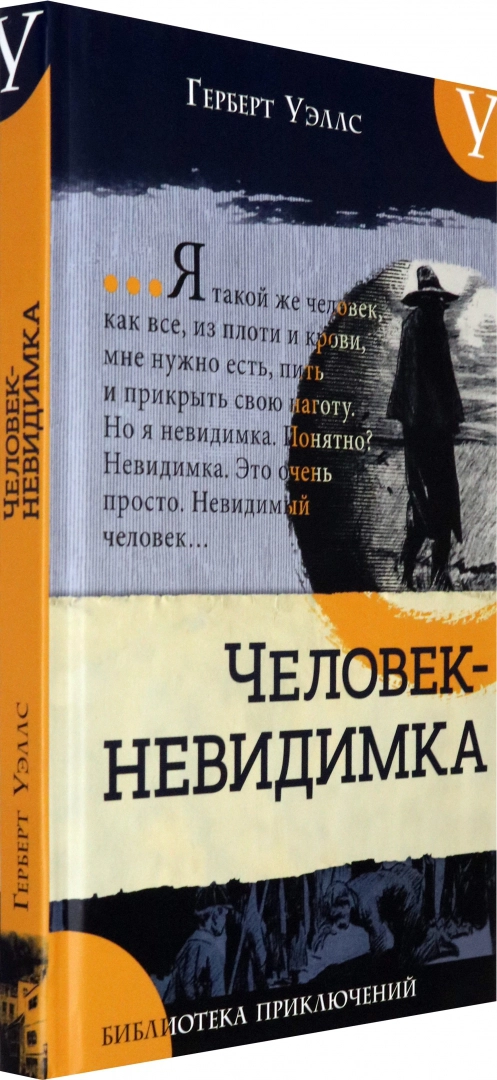 У
ЧЕЛОВЕК-
НЕВИДИМКА
ГЕРБЕРТ УЭЛЛС
ГЕРБЕРТ УЭЛЛС
У
...Я такой же человек,
как все, из плоти и крови,
мне нужно есть, пить
и прикрыть свою наготу.
Но я невидимка. Понятно?
Невидимка. Это очень
просто. Невидимый
человек...
ЧЕЛОВЕК-
НЕВИДИМКА
БИБЛИОТЕКА ПРИКЛЮЧЕНИЙ